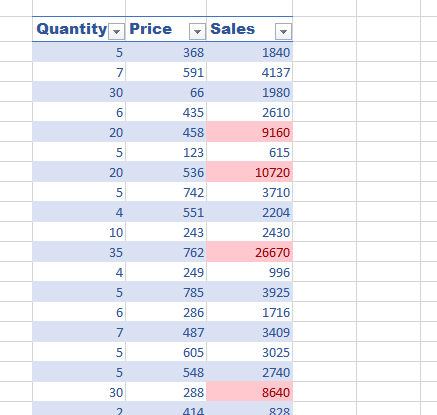 Quantity Price Sales
5 368 1840
7 591 4137
30 66 1980
6 435 2610
20 458 9160
5 123 615
20 536 10720
5 742 3710
4 551 2204
10 243 2430
35 762 26670
4 249 996
5 785 3925
6 286 1716
7 487 3409
5 605 3025
5 548 2740
30 288 8640
2 414 828